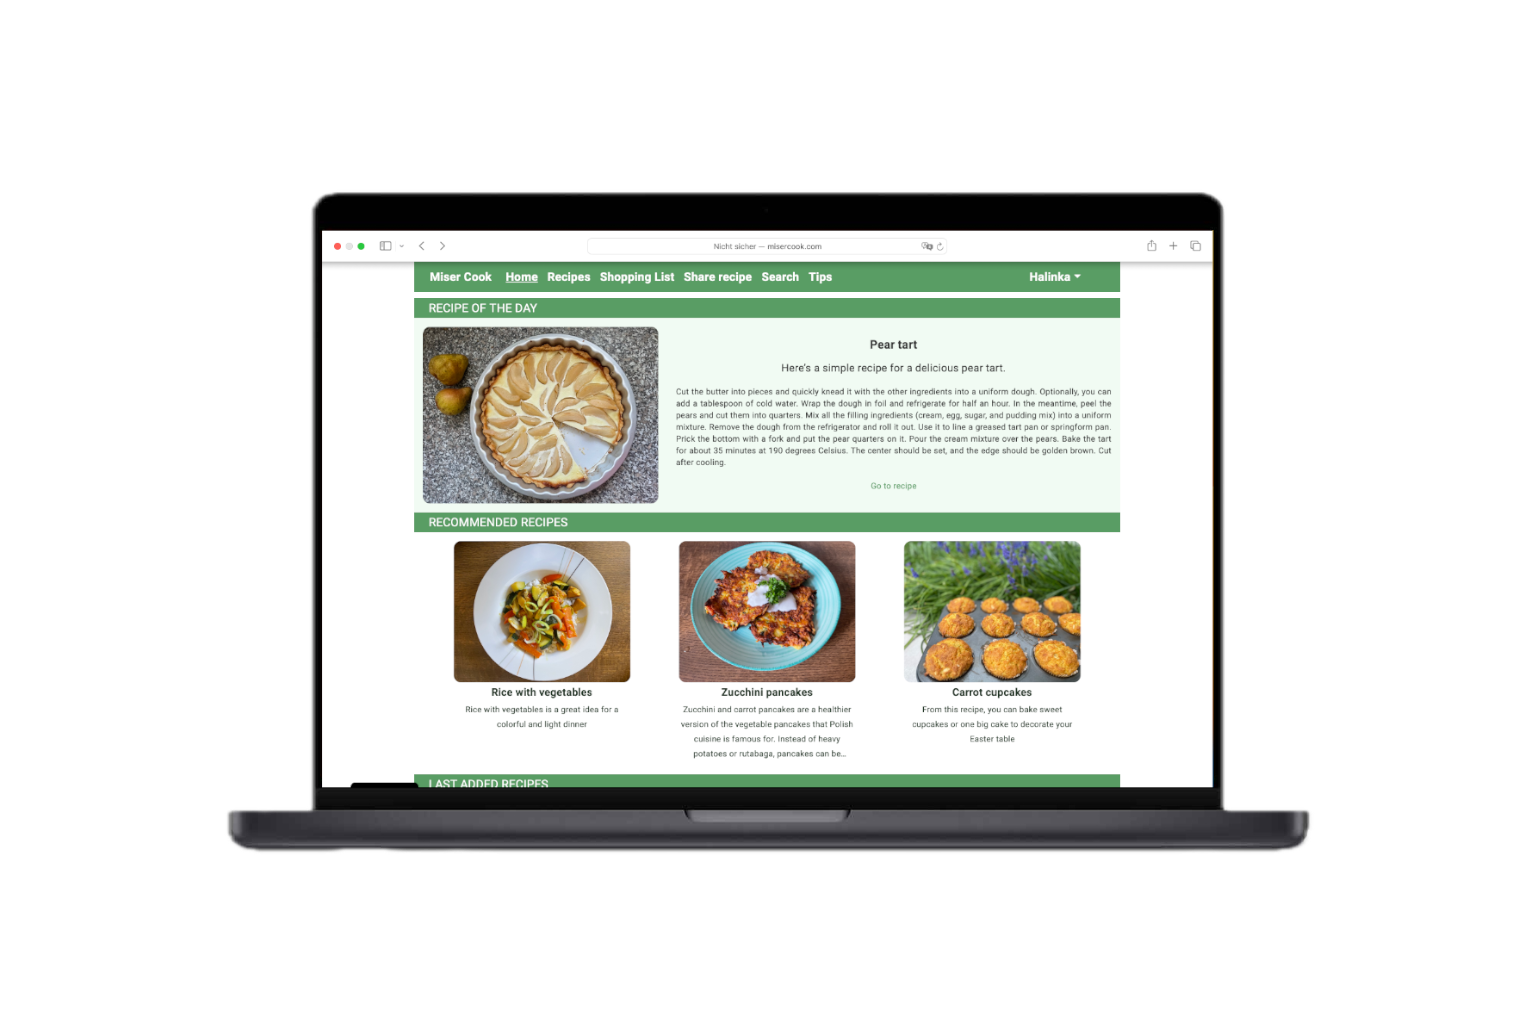 Nicht sicher — misercook.com
Miser Cook Home Recipes Shopping List Share recipe Search Tips Halinka
RECIPE OF THE DAY
Pear tart
Here's a simple recipe for a delicious pear tart.
Cut the butter into pieces and quickly knead it with the other ingredients into a uniform dough. Optionally, you can
add a tablespoon of cold water. Wrap the dough in foil and refrigerate for half an hour. In the meantime, peel the
pears and cut them into quarters. Mix all the filling ingredients (cream, egg, sugar, and pudding mix) into a uniform
mixture. Remove the dough from the refrigerator and roll it out. Use it to line a greased tart pan or springform pan.
Prick the bottom with a fork and put the pear quarters on it. Pour the cream mixture over the pears. Bake the tart
for about 35 minutes at 190 degrees Celsius. The center should be set, and the edge should be golden brown. Cut
after cooling.
Go to recipe
RECOMMENDED RECIPES
Rice with vegetables
Rice with vegetables is a great idea for a
colorful and light dinner
Zucchini pancakes
Zucchini and carrot pancakes are a healthier
version of the vegetable pancakes that Polish
cuisine is famous for. Instead of heavy
potatoes or rutabaga, pancakes can be...
Carrot cupcakes
From this recipe, you can bake sweet
cupcakes or one big cake to decorate your
Easter table
LAST ADDED RECIPES